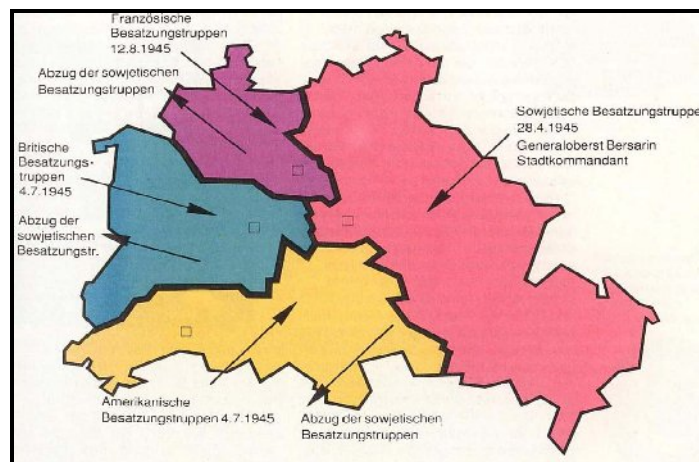 Französische
Besatzungstruppen
12.8.1945
Abzug der sowjetischen
Besatzungstruppen
Britische
Besatzungs-
truppen
4.7.1945
Abzug der
sowjetischen
Besatzungstr.
Sowjetische Besatzungstruppe
28.4.1945
Generaloberst Bersarin
Stadtkommandant
Amerikanische
Besatzungstruppen 4.7.1945
Abzug der sowjetischen
Besatzungstruppen